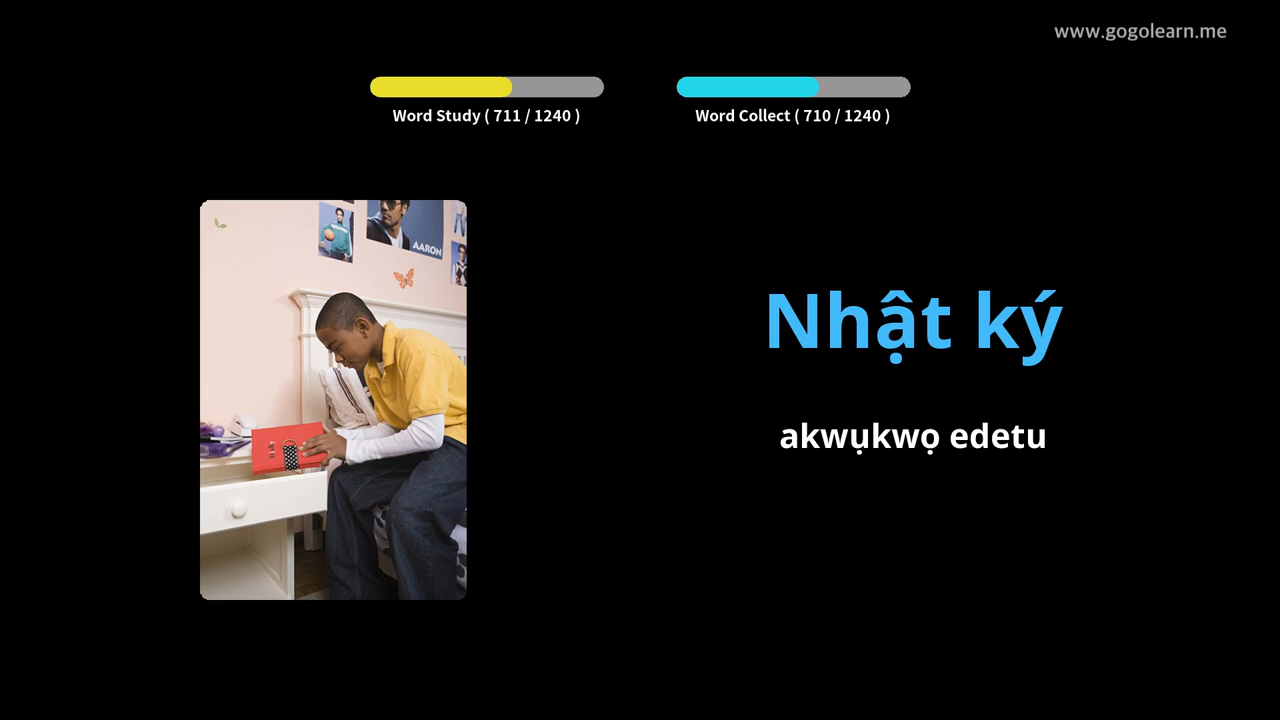 www.gogolearn.me
Word Study ( 711 / 1240 )
Word Collect ( 710 / 1240 )
AARON
Nhật ký
akwụkwọ edetu